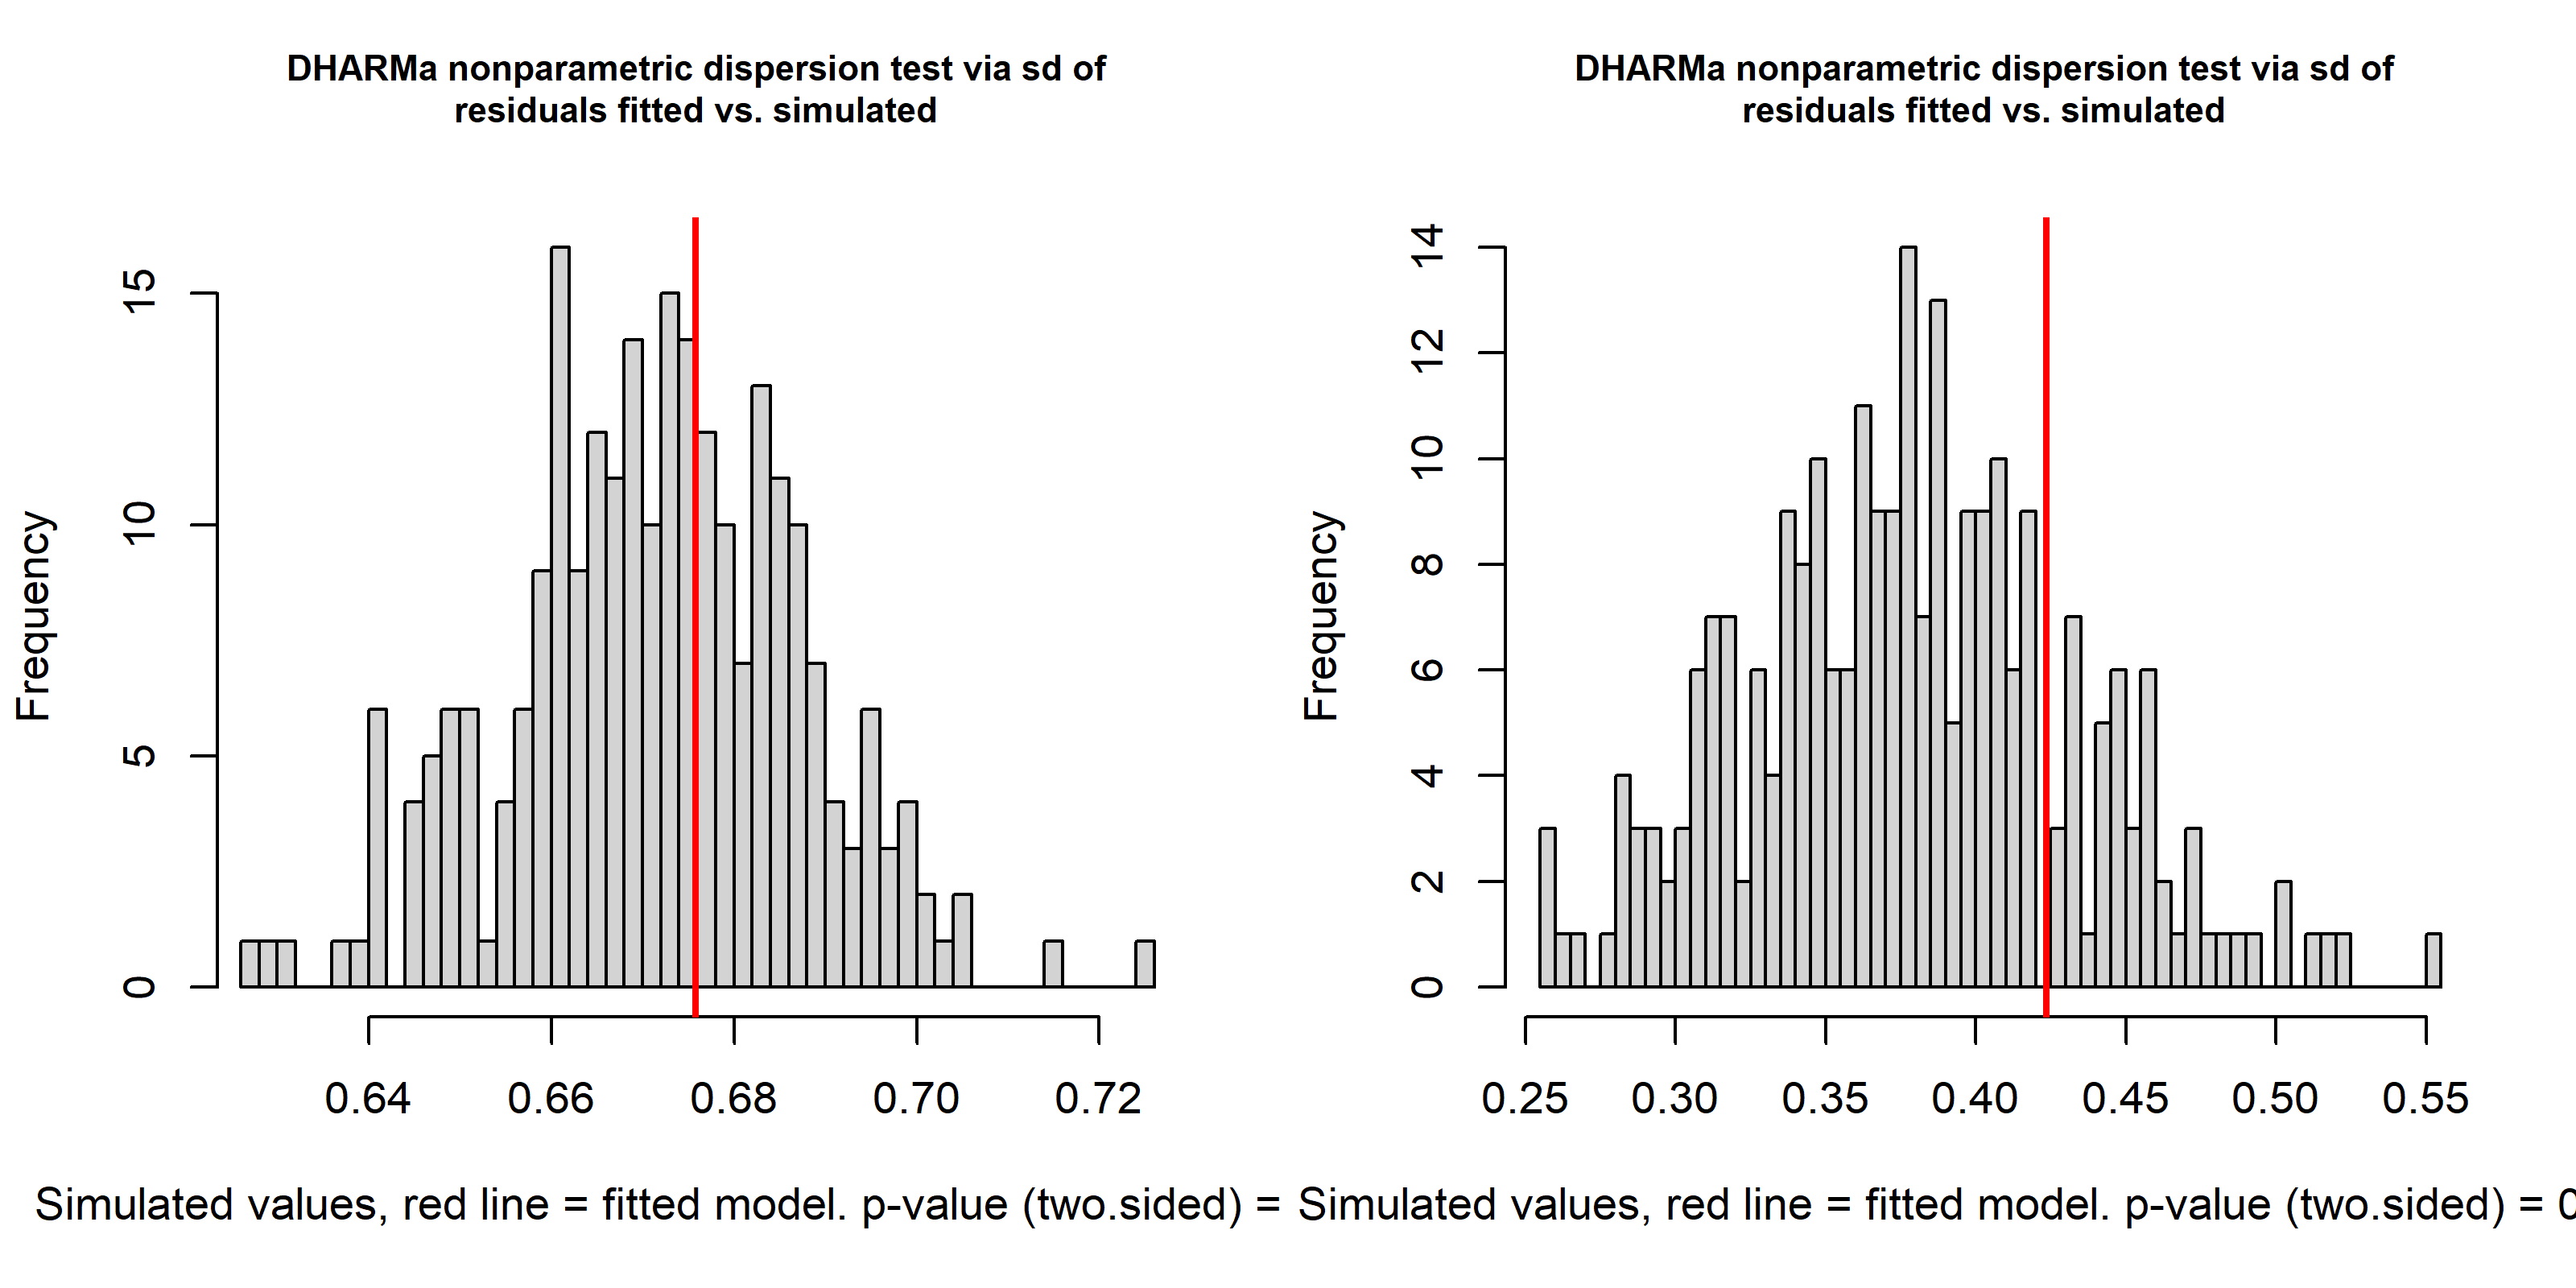 DHARMa nonparametric dispersion test via sd of
residuals fitted vs. simulated
Frequency
15
10
5
0
0.64 0.66 0.68 0.70 0.72
Simulated values, red line = fitted model. p-value (two.sided) =
DHARMa nonparametric dispersion test via sd of
residuals fitted vs. simulated
Frequency
14
12
10
8
6
4
2
0
0.25 0.30 0.35 0.40 0.45 0.50 0.55
Simulated values, red line = fitted model. p-value (two.sided) =